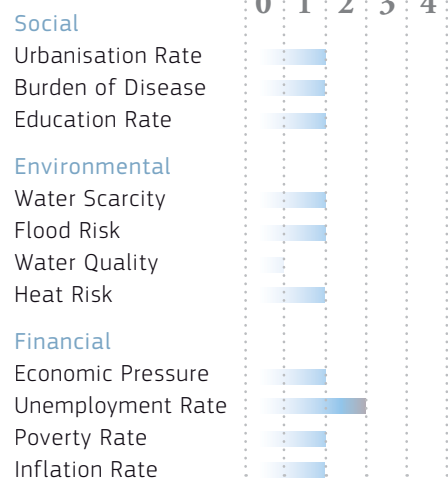 0 1 2 3 4
Social
Urbanisation Rate
Burden of Disease
Education Rate
Environmental
Water Scarcity
Flood Risk
Water Quality
Heat Risk
Financial
Economic Pressure
Unemployment Rate
Poverty Rate
Inflation Rate